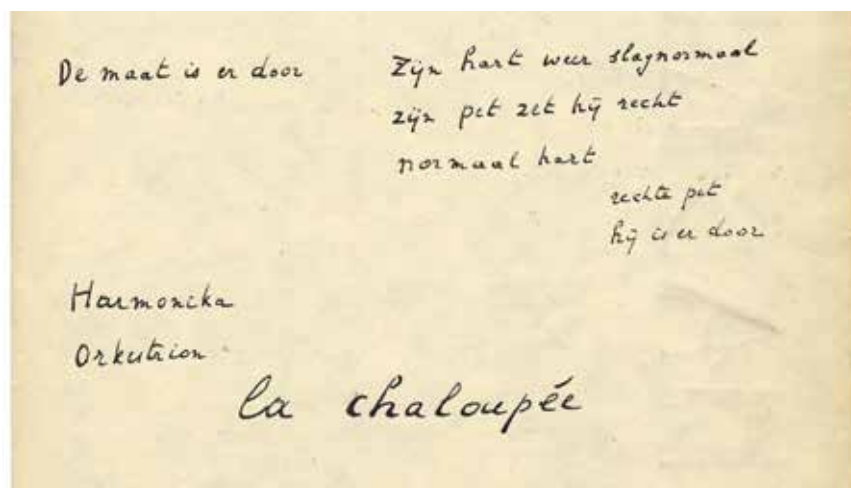 De maat is er door
Zijn hart weer slagnormaal
zijn pet zet hij recht
normaal hart
rechte pet
hij is er door
Harmonika
Orkestrion
la chaloupée